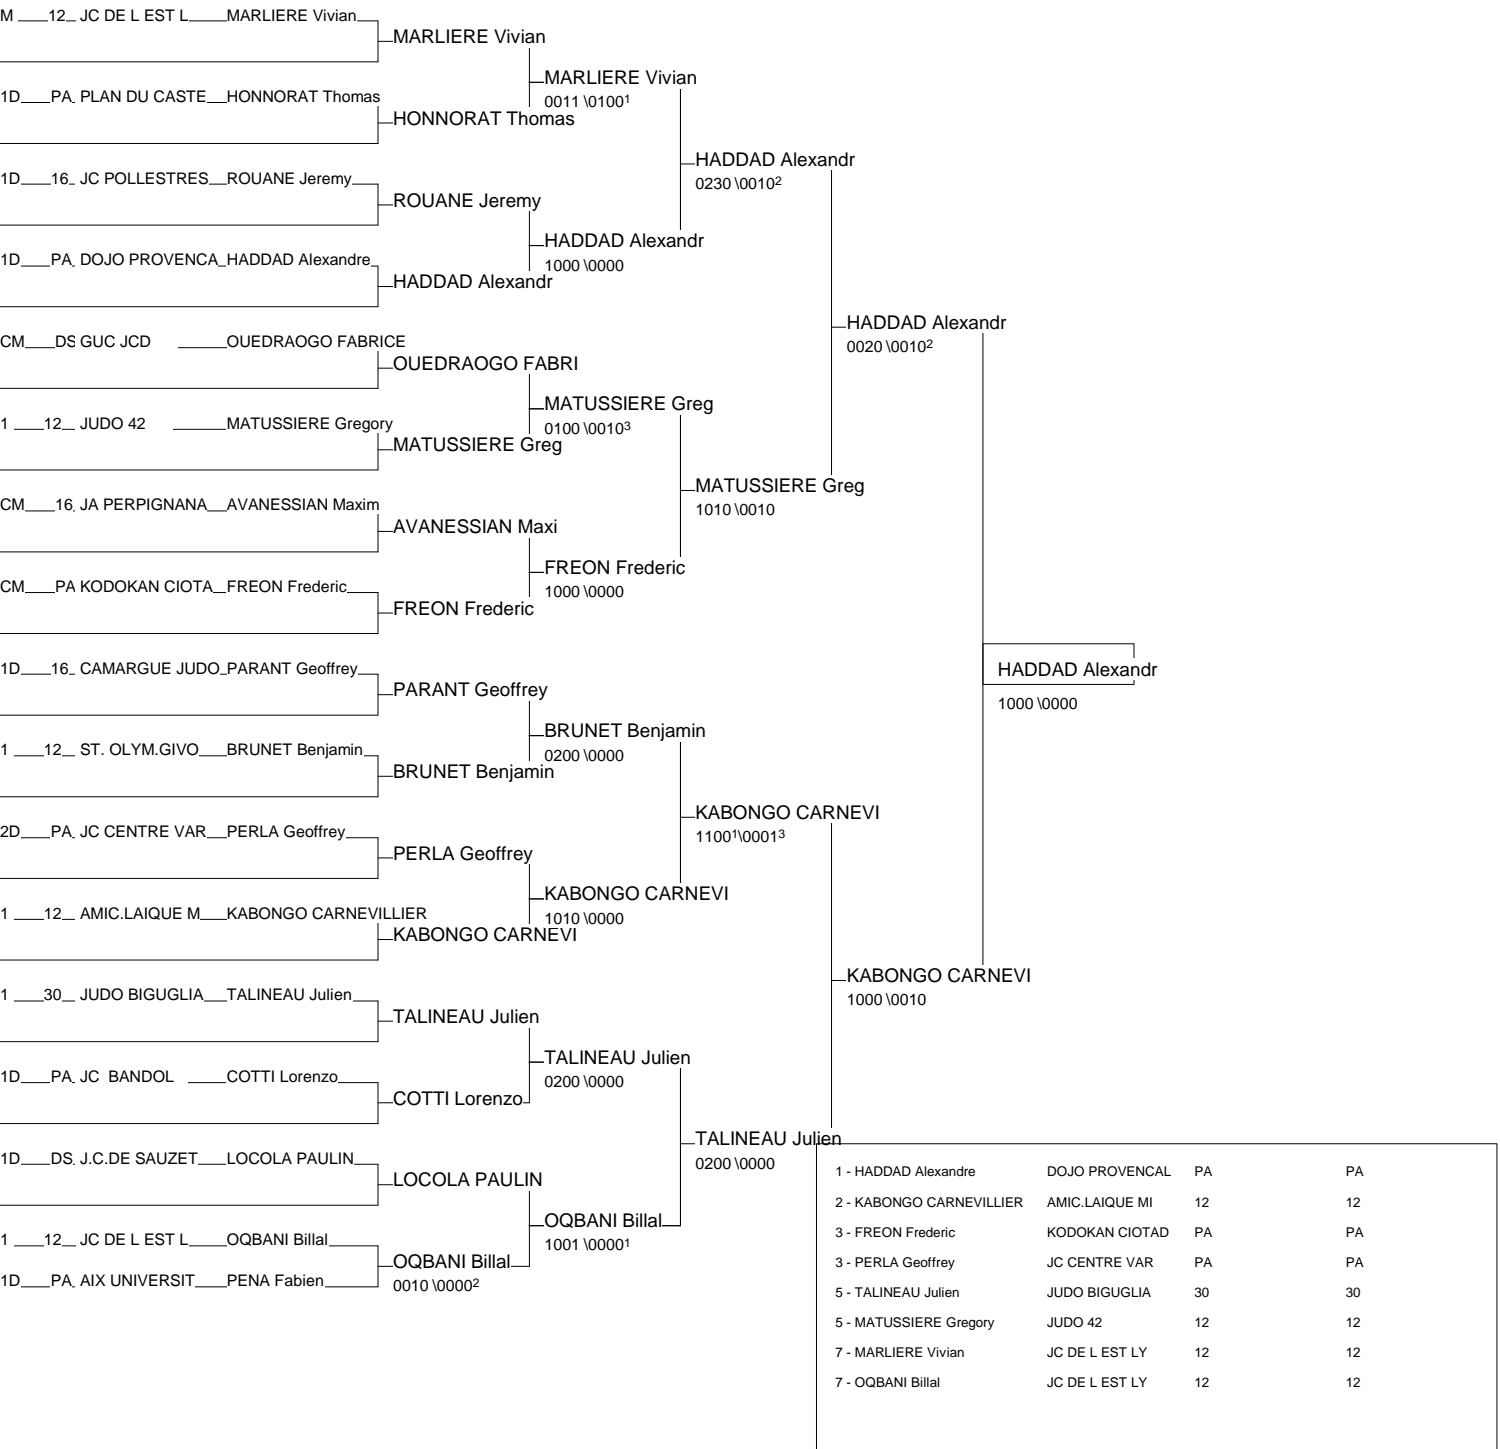 M 12 JC DE L EST L MARLIERE Vivian
MARLIERE Vivian
MARLIERE Vivian
0011 \0100¹
1D PA PLAN DU CASTE HONNORAT Thomas
HONNORAT Thomas
HADDAD Alexandr
0230 \0010²
1D 16 JC POLLESTRES ROUANE Jeremy
ROUANE Jeremy
HADDAD Alexandr
1000 \0000
1D PA DOJO PROVENCA HADDAD Alexandre
HADDAD Alexandr
HADDAD Alexandr
0020 \0010²
CM DS GUC JCD OUEDRAOGO FABRICE
OUEDRAOGO FABRI
MATUSSIERE Greg
0100 \0010³
1 12 JUDO 42 MATUSSIERE Gregory
MATUSSIERE Greg
MATUSSIERE Greg
1010 \0010
CM 16 JA PERPIGNANA AVANESSIAN Maxim
AVANESSIAN Maxi
FREON Frederic
1000 \0000
CM PA KODOKAN CIOTA FREON Frederic
FREON Frederic
HADDAD Alexandr
1000 \0000
1D 16 CAMARGUE JUDO PARANT Geoffrey
PARANT Geoffrey
BRUNET Benjamin
0200 \0000
1 12 ST. OLYM.GIVO BRUNET Benjamin
BRUNET Benjamin
KABONGO CARNEVI
1100¹\0001³
2D PA JC CENTRE VAR PERLA Geoffrey
PERLA Geoffrey
KABONGO CARNEVI
1010 \0000
1 12 AMIC.LAIQUE M KABONGO CARNEVILLIER
KABONGO CARNEVI
KABONGO CARNEVI
1000 \0010
1 30 JUDO BIGUGLIA TALINEAU Julien
TALINEAU Julien
TALINEAU Julien
0200 \0000
1D PA JC BANDOL COTTI Lorenzo
COTTI Lorenzo
TALINEAU Julien
0200 \0000
1D DS J.C.DE SAUZET LOCOLA PAULIN
LOCOLA PAULIN
OQBANI Billal
1001 \0000¹
1 12 JC DE L EST L OQBANI Billal
OQBANI Billal
0010 \0000²
1D PA AIX UNIVERSIT PENA Fabien
1 - HADDAD Alexandre DOJO PROVENCAL PA PA
2 - KABONGO CARNEVILLIER AMIC.LAIQUE MI 12 12
3 - FREON Frederic KODOKAN CIOTAD PA PA
3 - PERLA Geoffrey JC CENTRE VAR PA PA
5 - TALINEAU Julien JUDO BIGUGLIA 30 30
5 - MATUSSIERE Gregory JUDO 42 12 12
7 - MARLIERE Vivian JC DE L EST LY 12 12
7 - OQBANI Billal JC DE L EST LY 12 12